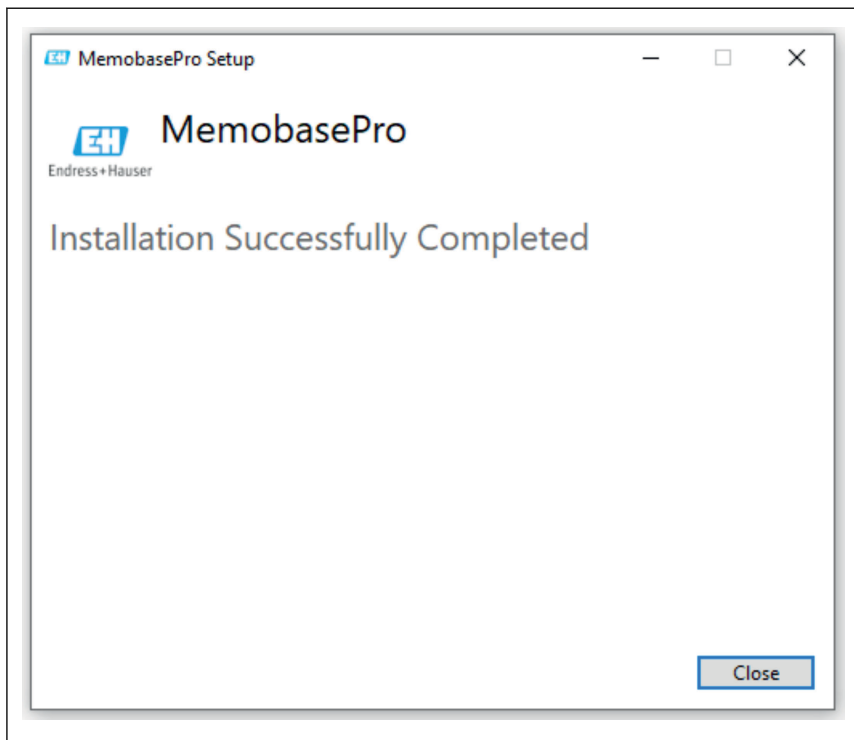 MemobasePro Setup
EH
MemobasePro
Endress+Hauser
Installation Successfully Completed
Close